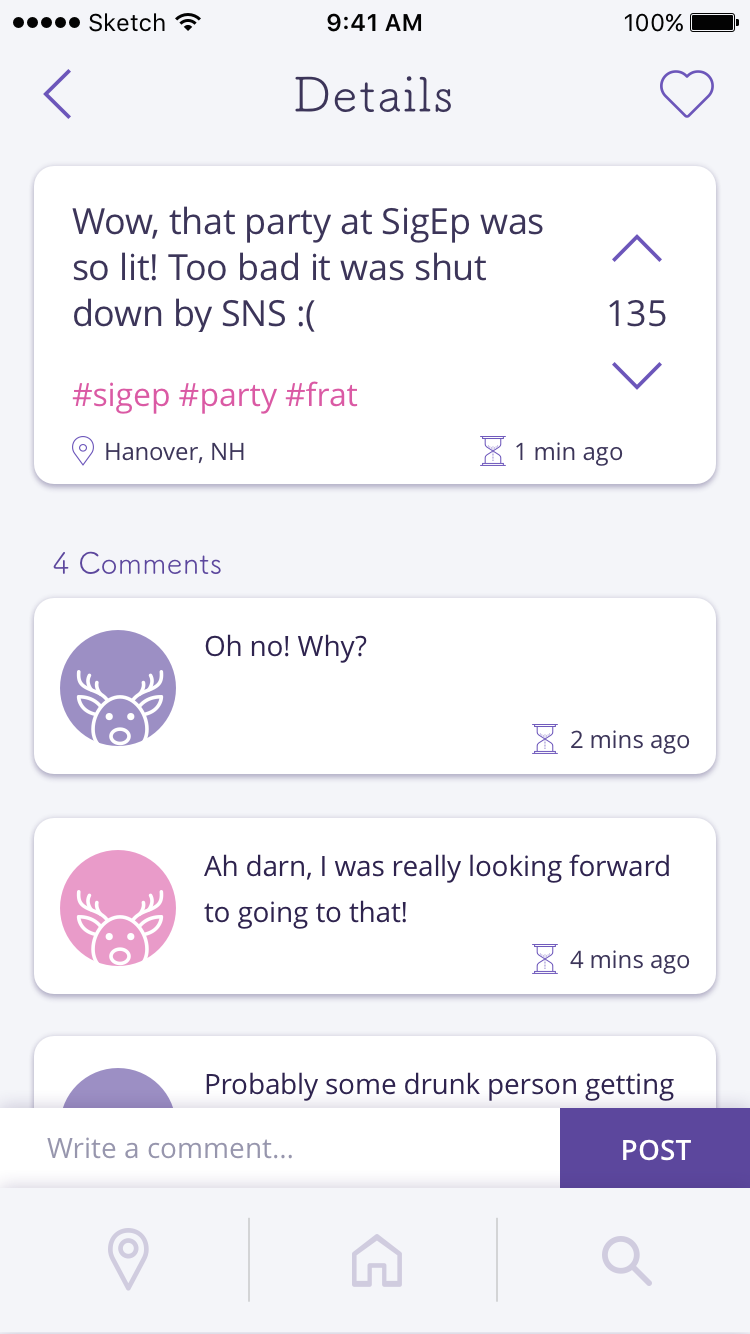 Sketch 9:41 AM 100%
Details
Wow, that party at SigEp was
so lit! Too bad it was shut
down by SNS :(
135
#sigep #party #frat
Hanover, NH 1 min ago
4 Comments
Oh no! Why?
2 mins ago
Ah darn, I was really looking forward
to going to that!
4 mins ago
Probably some drunk person getting
Write a comment... POST